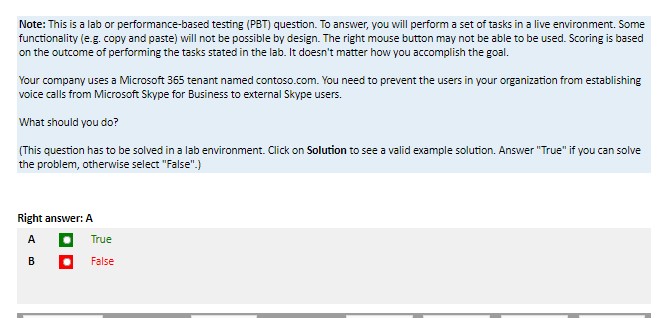 Note: This is a lab or performance-based testing (PBT) question. To answer, you will perform a set of tasks in a live environment. Some
functionality (e.g. copy and paste) will not be possible by design. The right mouse button may not be able to be used. Scoring is based
on the outcome of performing the tasks stated in the lab. It doesn't matter how you accomplish the goal.
Your company uses a Microsoft 365 tenant named contoso.com. You need to prevent the users in your organization from establishing
voice calls from Microsoft Skype for Business to external Skype users.
What should you do?
(This question has to be solved in a lab environment. Click on Solution to see a valid example solution. Answer "True" if you can solve
the problem, otherwise select "False".)
Right answer: A
A True
B False